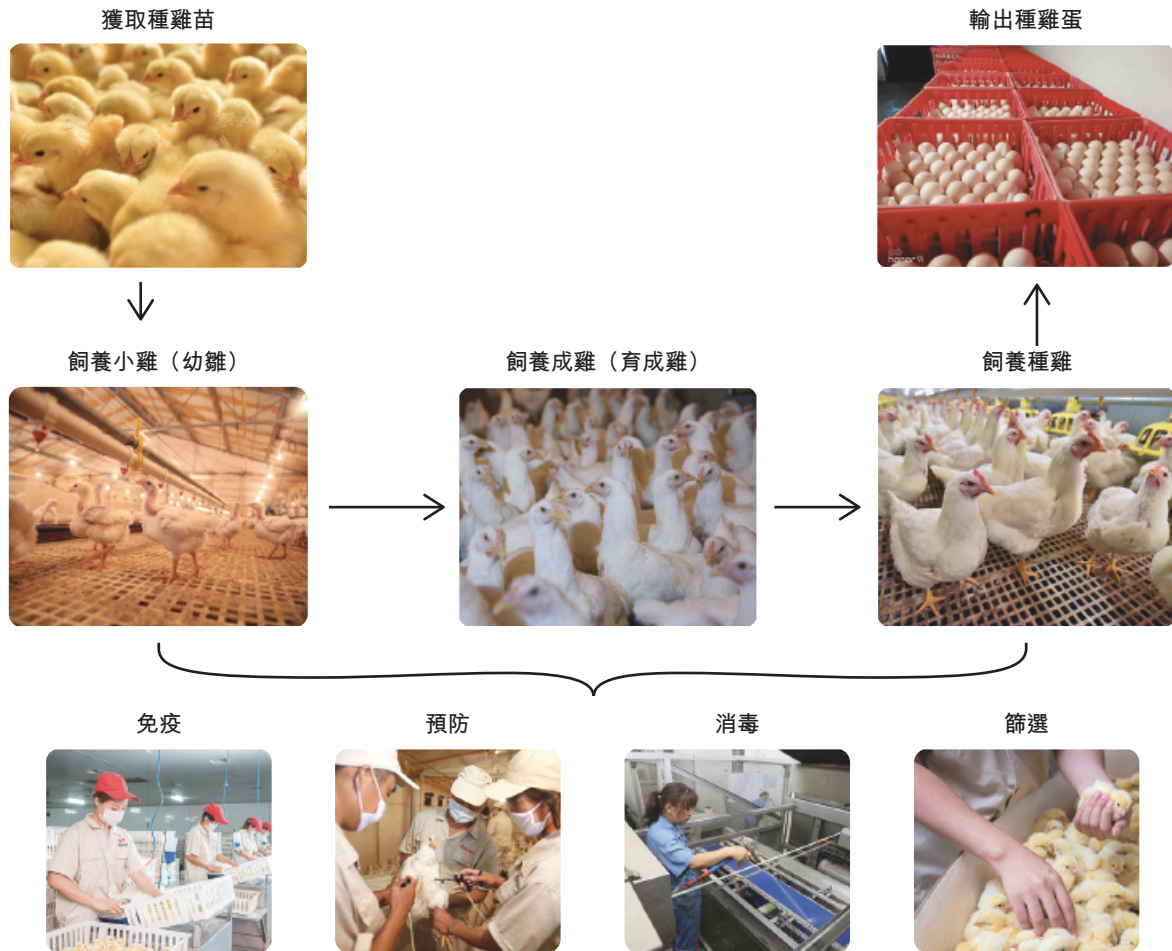 獲取種雞苗
輸出種雞蛋
飼養小雞（幼雛）
飼養成雞（育成雞）
飼養種雞
免疫
預防
消毒
篩選